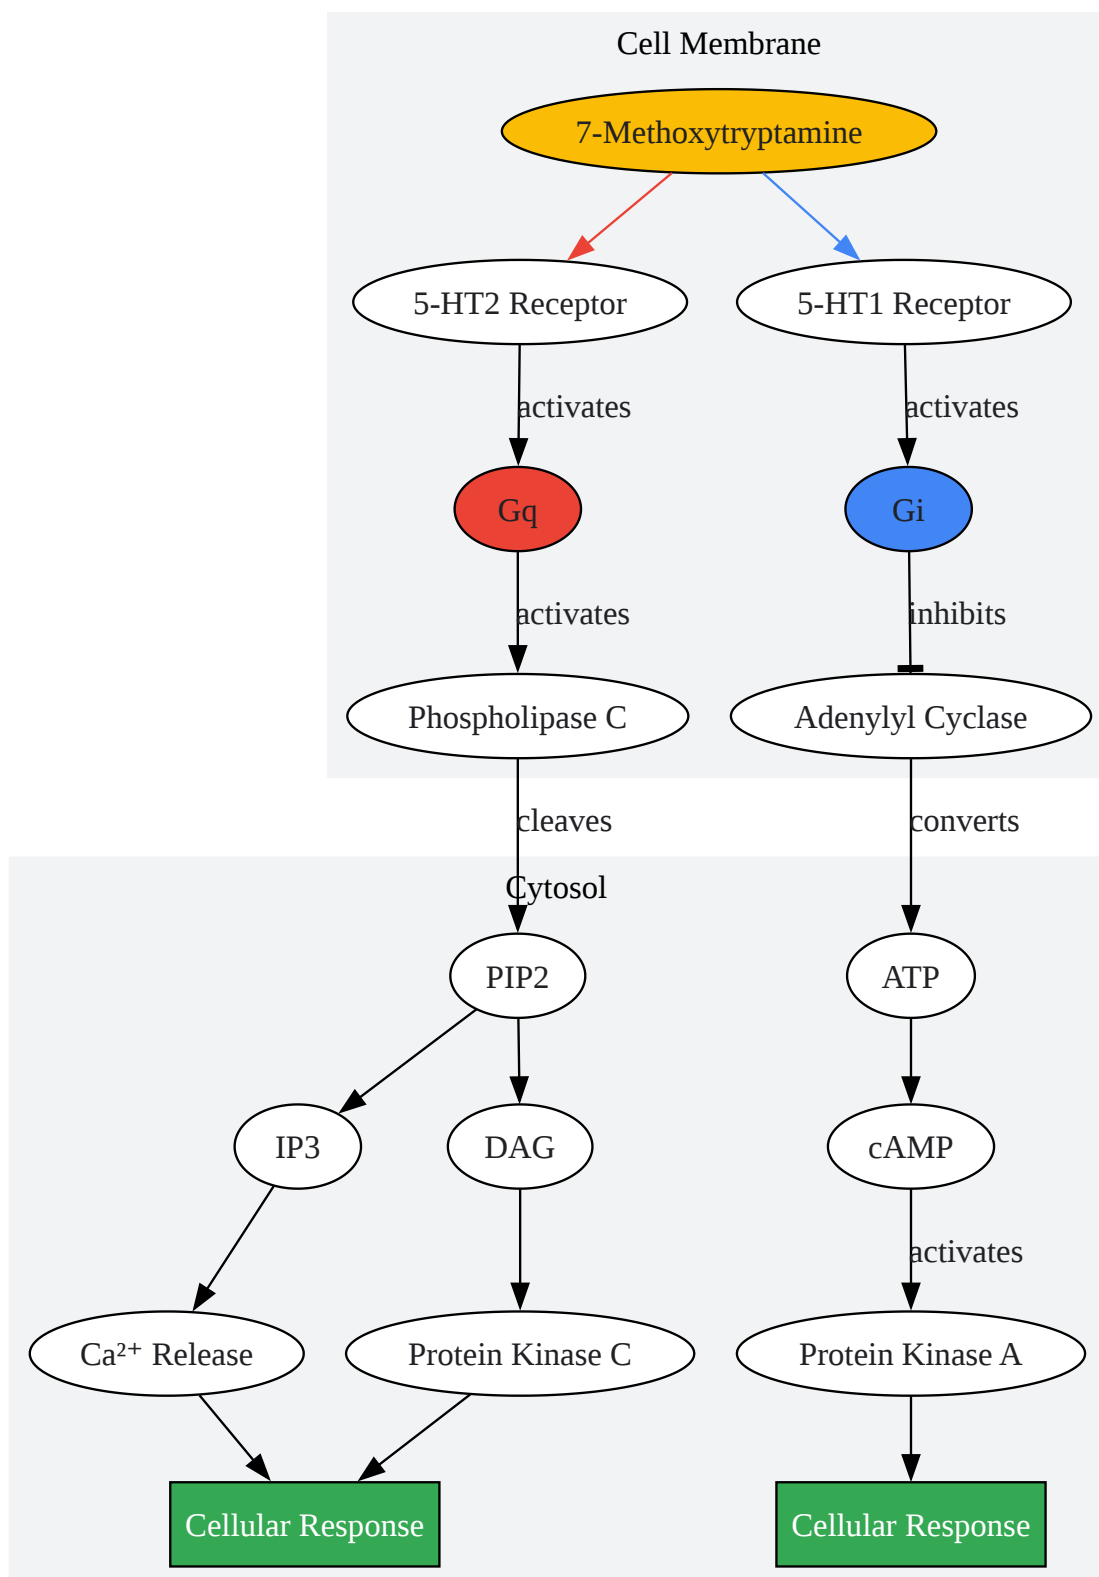 Cell Membrane
7-Methoxytryptamine
5-HT2 Receptor
5-HT1 Receptor
activates
activates
Gq
Gi
activates
inhibits
Phospholipase C
Adenylyl Cyclase
cleaves
converts
Cytosol
PIP2
ATP
IP3
DAG
cAMP
activates
Ca²⁺ Release
Protein Kinase C
Protein Kinase A
Cellular Response
Cellular Response